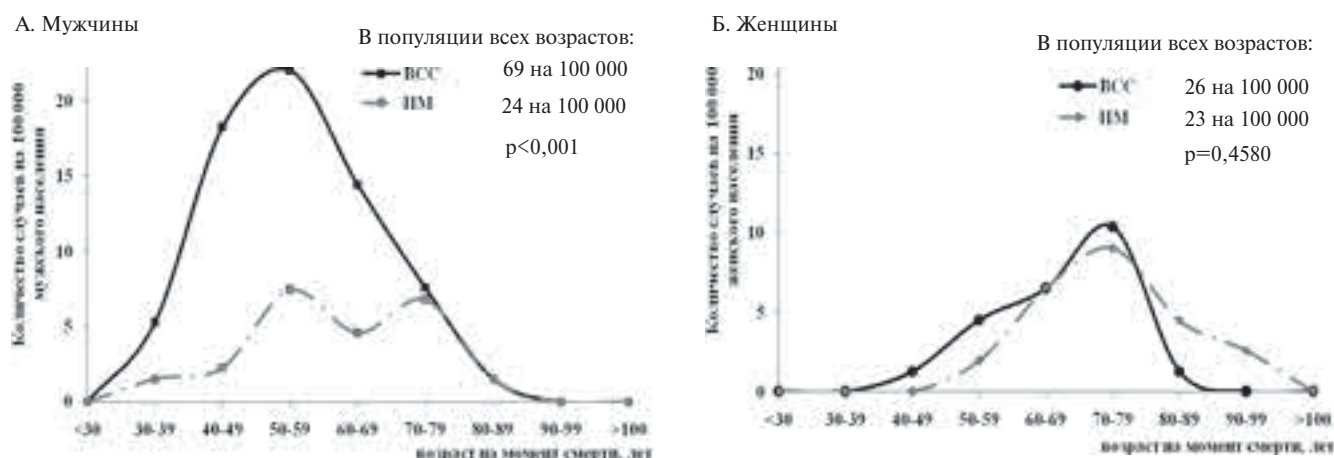 А. Мужчины
В популяции всех возрастов:
ВСС 69 на 100 000
ИМ 24 на 100 000
p<0,001
Количество случаев на 100 000
мужского населения
20
15
10
5
0
<30 30-39 40-49 50-59 60-69 70-79 80-89 90-99 >100
возраст на момент смерти, лет
Б. Женщины
В популяции всех возрастов:
ВСС 26 на 100 000
ИМ 23 на 100 000
p=0,4580
Количество случаев на 100 000
женского населения
20
15
10
5
0
<30 30-39 40-49 50-59 60-69 70-79 80-89 90-99 >100
возраст на момент смерти, лет